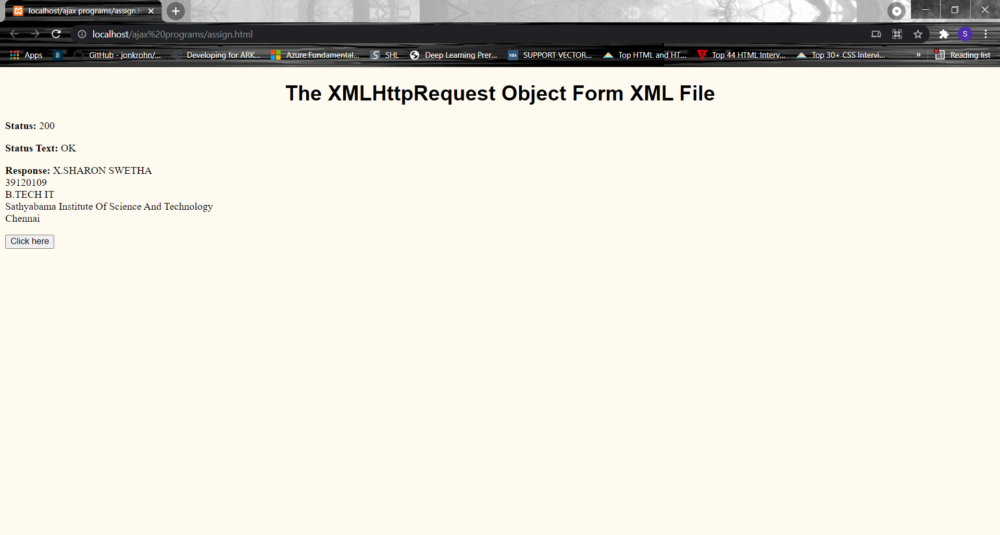 localhost/ajax programs/assign.h
localhost/ajax%20programs/assign.html
S
Apps
GitHub - jonkrohn/...
Developing for ARK...
Azure Fundamental...
S
SHL
Deep Learning Prer...
tds
SUPPORT VECTOR...
Top HTML and HT...
T
Top 44 HTML Interv...
Top 30+ CSS Intervi...
»
Reading list
The XMLHttpRequest Object Form XML File
Status: 200
Status Text: OK
Response: X.SHARON SWETHA
39120109
B.TECH IT
Sathyabama Institute Of Science And Technology
Chennai
Click here